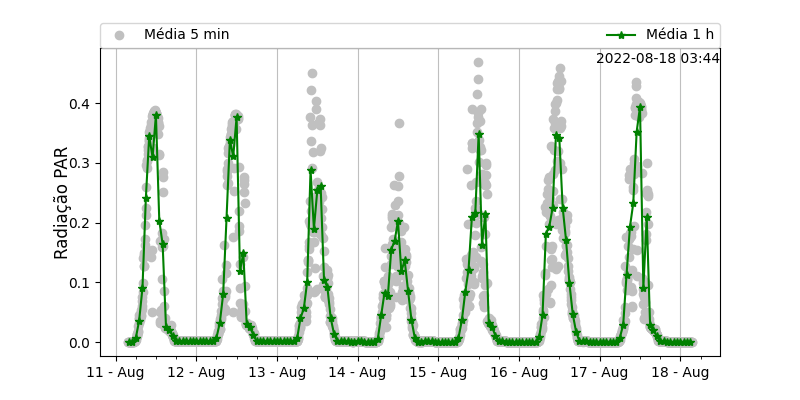 Média 5 min
Média 1 h
2022-08-18 03:44
Radiação PAR
0.4
0.3
0.2
0.1
0.0
11 - Aug
12 - Aug
13 - Aug
14 - Aug
15 - Aug
16 - Aug
17 - Aug
18 - Aug